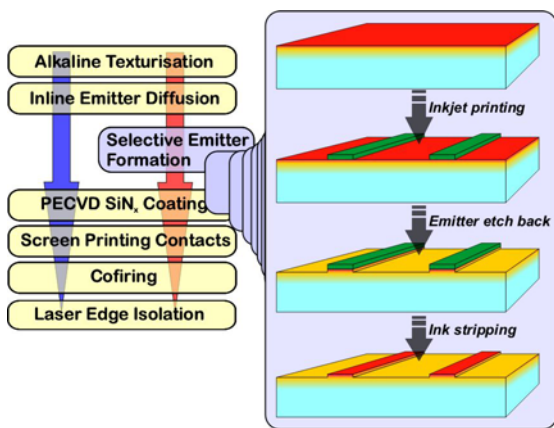 Alkaline Texturisation
Inline Emitter Diffusion
Selective Emitter
Formation
PECVD SiNₓ Coating
Screen Printing Contacts
Cofiring
Laser Edge Isolation
Inkjet printing
Emitter etch back
Ink stripping